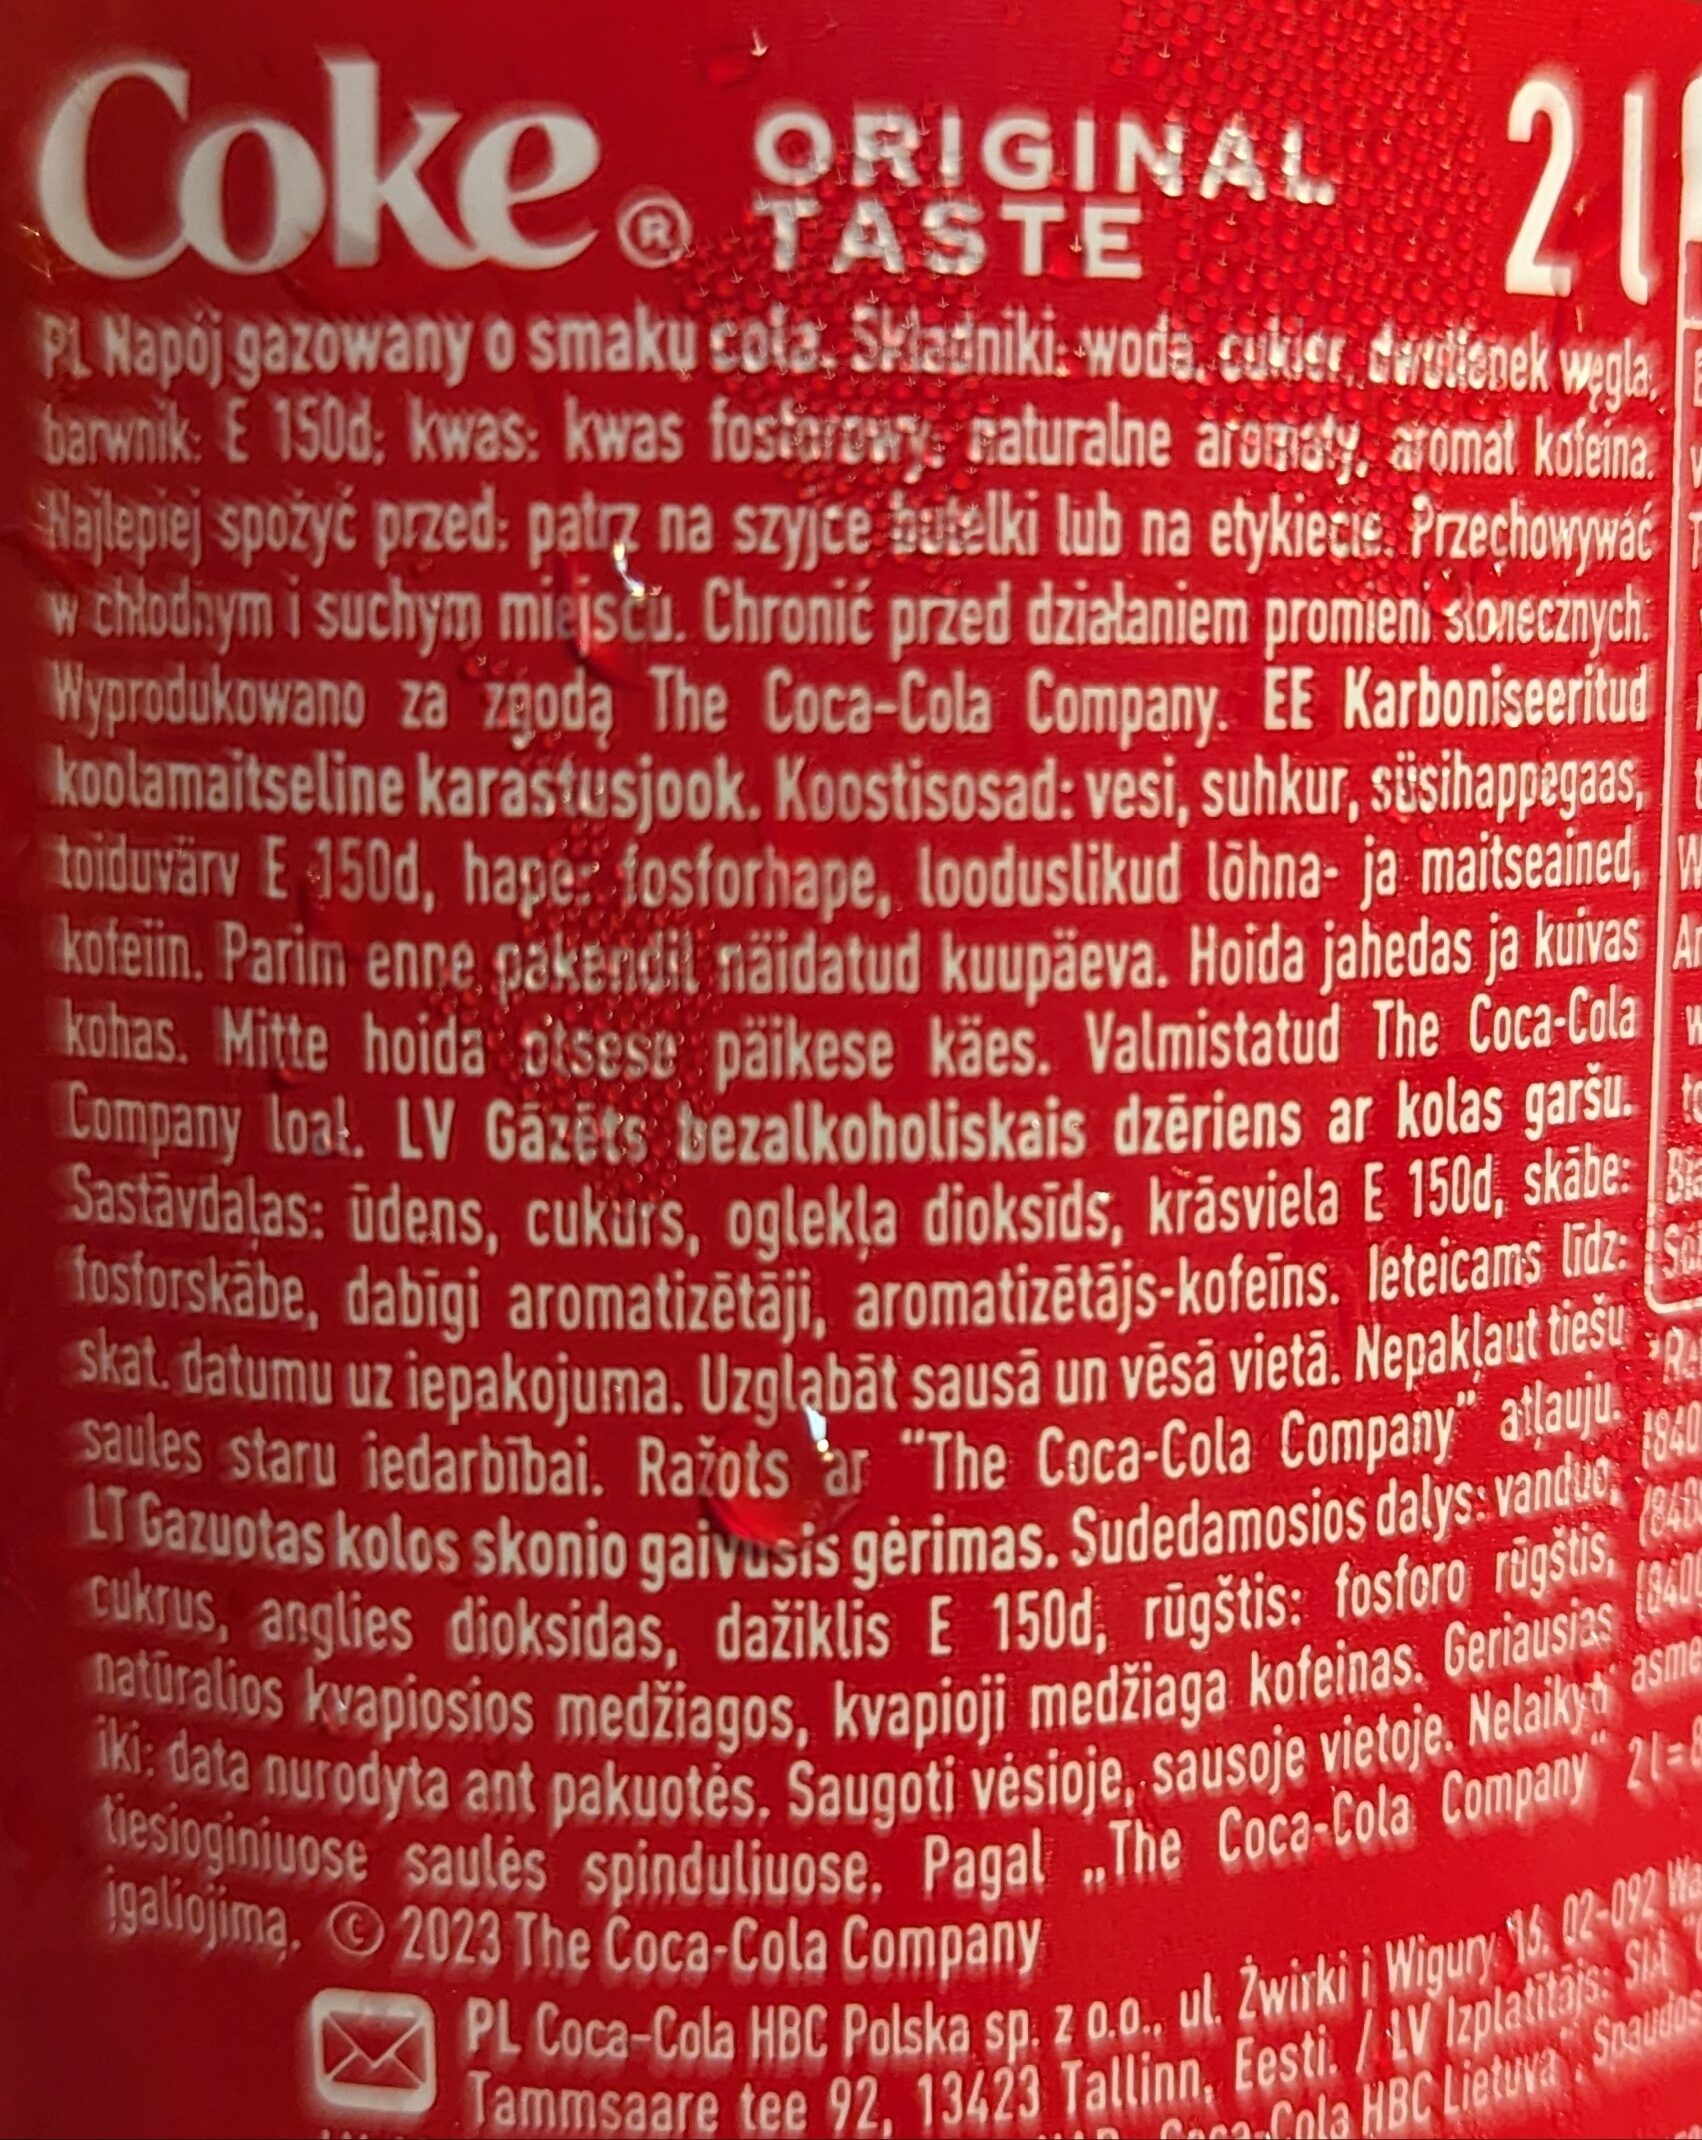 Coke® ORIGINAL TASTE 2 l
PL Napój gazowany o smaku cola. Składniki: woda, cukier, dwutlenek węgla,
barwnik: E 150d; kwas: kwas fosforowy; naturalne aromaty, aromat kofeina.
Najlepiej spożyć przed: patrz na szyjce butelki lub na etykiecie. Przechowywać
w chłodnym i suchym miejscu. Chronić przed działaniem promieni słonecznych.
Wyprodukowano za zgodą The Coca-Cola Company. EE Karboniseeritud
koolamaitseline karastusjook. Koostisosad: vesi, suhkur, süsihappegaas,
toiduvärv E 150d, hape: fosforhape, looduslikud lõhna- ja maitseained,
kofeiin. Parim enne pakendil näidatud kuupäeva. Hoida jahedas ja kuivas
kohas. Mitte hoida otsese päikese käes. Valmistatud The Coca-Cola
Company loal. LV Gāzēts bezalkoholiskais dzēriens ar kolas garšu.
Sastāvdaļas: ūdens, cukurs, oglekļa dioksīds, krāsviela E 150d, skābe:
fosforskābe, dabīgi aromatizētāji, aromatizētājs-kofeīns. Ieteicams līdz:
skat. datumu uz iepakojuma. Uzglabāt sausā un vēsā vietā. Nepakļaut tiešu
saules staru iedarbībai. Ražots ar "The Coca-Cola Company" atļauju.
LT Gazuotas kolos skonio gaivusis gėrimas. Sudedamosios dalys: vanduo,
cukrus, anglies dioksidas, dažiklis E 150d, rūgštis: fosforo rūgštis,
natūralios kvapiosios medžiagos, kvapioji medžiaga kofeinas. Geriausias
iki: data nurodyta ant pakuotės. Saugoti vėsioje, sausoje vietoje. Nelaikyti
tiesioginiuose saulės spinduliuose. Pagal „The Coca-Cola Company" 2 l =
įgaliojimą. © 2023 The Coca-Cola Company
PL Coca-Cola HBC Polska sp. z o.o., ul. Żwirki i Wigury 16, 02-092
Tammsaare tee 92, 13423 Tallinn, Eesti. / LV Izplatītājs: SIA
Coca-Cola HBC Lietuva